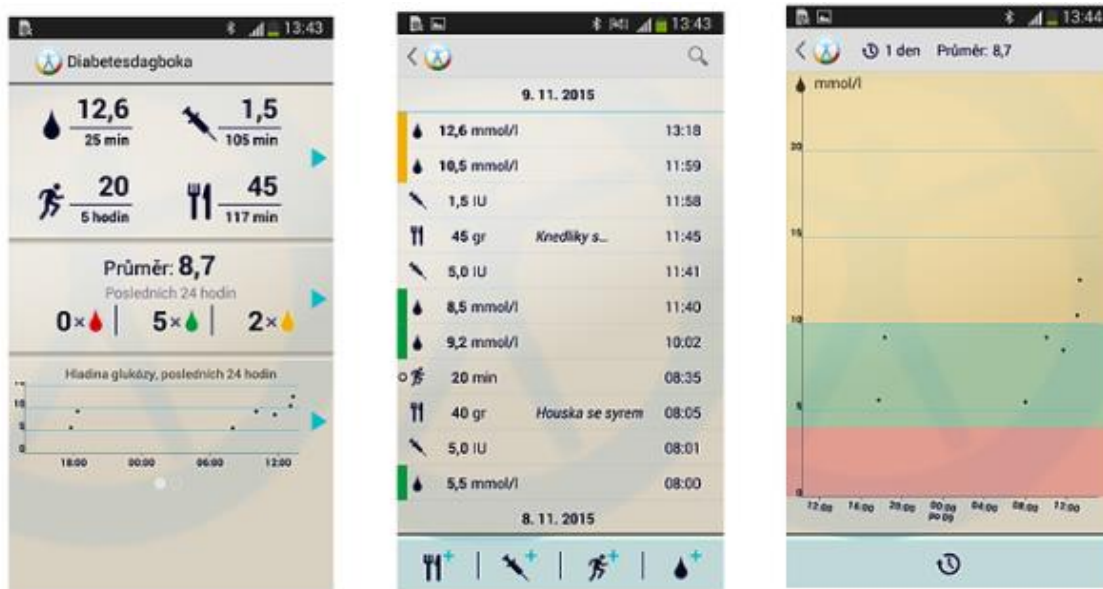 13:43
Diabetesdagboka
12,6
25 min
1,5
105 min
20
5 hodin
45
117 min
Průměr: 8,7
Posledních 24 hodin
0× 5× 2×
Hladina glukózy, posledních 24 hodin
10
5
0
18:00 00:00 06:00 12:00
13:43
9. 11. 2015
12,6 mmol/l 13:18
10,5 mmol/l 11:59
1,5 IU 11:58
45 gr Knedlíky s… 11:45
5,0 IU 11:41
8,5 mmol/l 11:40
9,2 mmol/l 10:02
20 min 08:35
40 gr Houska se syrem 08:05
5,0 IU 08:01
5,5 mmol/l 08:00
8. 11. 2015
13:44
1 den Průměr: 8,7
mmol/l
20
15
10
5
0
12:00 16:00 20:00 00:00 04:00 08:00 12:00
po 09